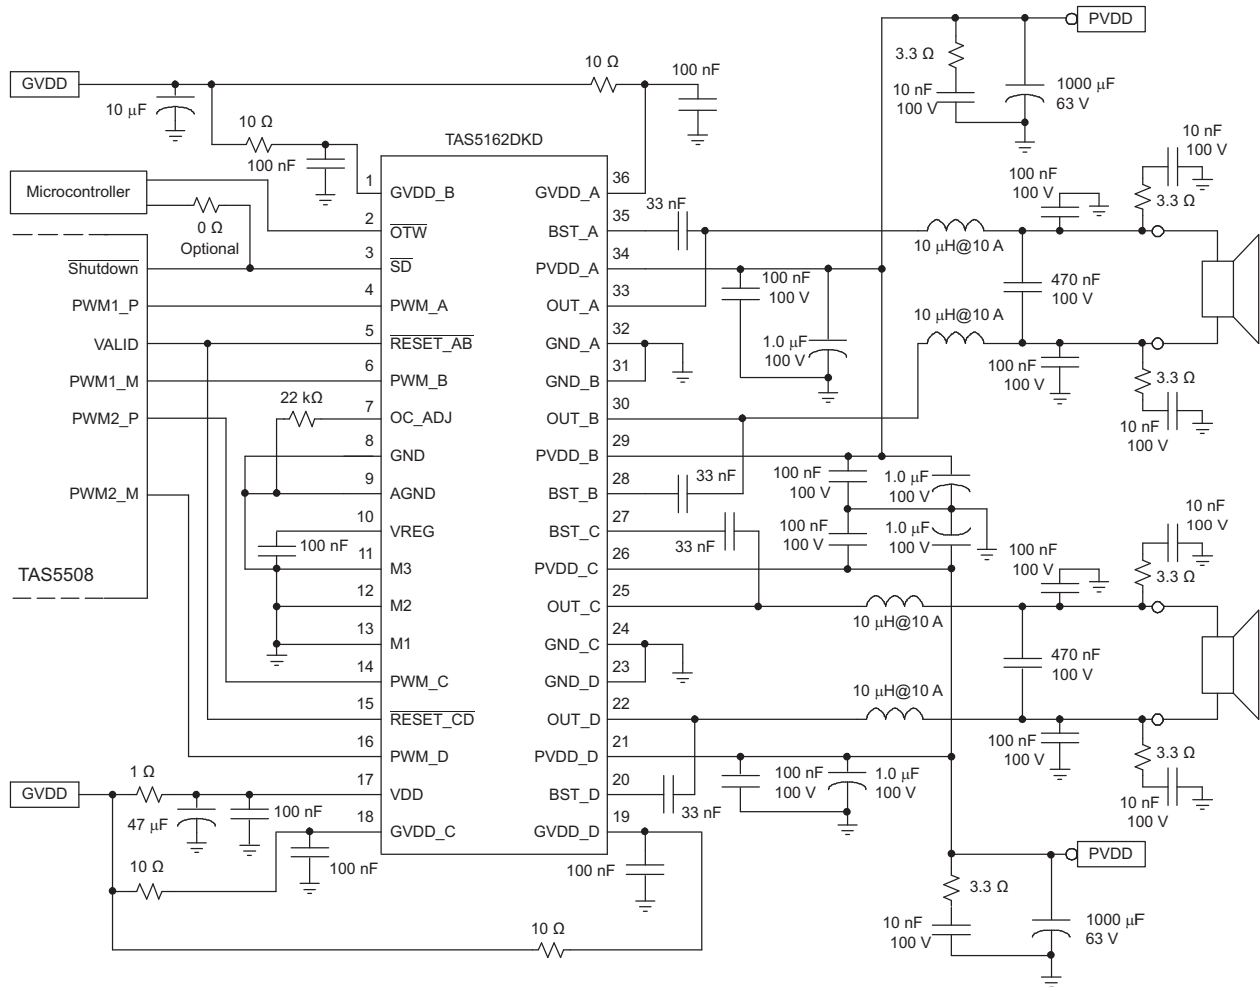 PVDD
3.3 Ω
10 nF
100 V
1000 μF
63 V
GVDD
10 μF
10 Ω
100 nF
10 Ω
100 nF
TAS5162DKD
Microcontroller
0 Ω
Optional
TAS5508
Shutdown
PWM1_P
VALID
PWM1_M
PWM2_P
PWM2_M
1
GVDD_B
2
OTW
3
SD
4
PWM_A
5
RESET_AB
6
PWM_B
7
OC_ADJ
8
GND
9
AGND
10
VREG
11
M3
12
M2
13
M1
14
PWM_C
15
RESET_CD
16
PWM_D
17
VDD
18
GVDD_C
22 kΩ
100 nF
36
GVDD_A
35
BST_A
34
PVDD_A
33
OUT_A
32
GND_A
31
GND_B
30
OUT_B
29
PVDD_B
28
BST_B
27
BST_C
26
PVDD_C
25
OUT_C
24
GND_C
23
GND_D
22
OUT_D
21
PVDD_D
20
BST_D
19
GVDD_D
33 nF
100 nF
100 V
1.0 μF
100 V
33 nF
33 nF
100 nF
100 V
1.0 μF
100 V
100 nF
100 V
1.0 μF
100 V
100 nF
100 V
1.0 μF
100 V
33 nF
10 μH@10 A
10 μH@10 A
100 nF
100 V
10 nF
100 V
3.3 Ω
470 nF
100 V
100 nF
100 V
3.3 Ω
10 nF
100 V
10 μH@10 A
10 μH@10 A
100 nF
100 V
10 nF
100 V
3.3 Ω
470 nF
100 V
100 nF
100 V
3.3 Ω
10 nF
100 V
GVDD
1 Ω
47 μF
100 nF
100 nF
10 Ω
10 Ω
100 nF
PVDD
3.3 Ω
10 nF
100 V
1000 μF
63 V